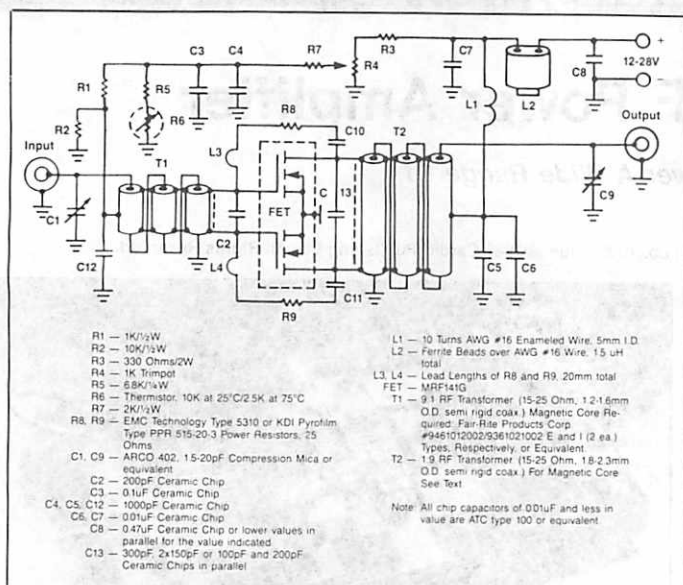 F Power Amplifier
er A Wide Range of
C3
C4
R7
R3
C7
+
R4
C8
12-28V
−
R1
R5
R6
R2
R8
L1
L2
Output
Input
T1
L3
C10
T2
C1
FET
C
13
C9
C2
L4
C12
C11
C5
C6
R9
R1 — 1K/½W
R2 — 10K/½W
R3 — 330 Ohms/2W
R4 — 1K Trimpot
R5 — 6.8K/¼W
R6 — Thermistor, 10K at 25°C/2.5K at 75°C
R7 — 2K/½W
R8, R9 — EMC Technology Type 5310 or KDI Pyrofilm
Type PPR 515-20-3 Power Resistors, 25
Ohms
C1, C9 — ARCO 402, 1.5-20pF Compression Mica or
equivalent
C2 — 200pF Ceramic Chip
C3 — 0.1uF Ceramic Chip
C4, C5, C12 — 1000pF Ceramic Chip
C6, C7 — 0.01uF Ceramic Chip
C8 — 0.47uF Ceramic Chip or lower values in
parallel for the value indicated
C13 — 300pF, 2x150pF or 100pF and 200pF
Ceramic Chips in parallel
L1 — 10 Turns AWG #16 Enameled Wire, 5mm I.D.
L2 — Ferrite Beads over AWG #16 Wire, 1.5 uH
total
L3, L4 — Lead Lengths of R8 and R9, 20mm total
FET — MRF141G
T1 — 9:1 RF Transformer (15-25 Ohm, 1.2-1.6mm
O.D. semi rigid coax.) Magnetic Core Re-
quired: Fair-Rite Products Corp.
#9461012002/9361021002 E and I (2 ea.)
Types, Respectively, or Equivalent.
T2 — 1:9 RF Transformer (15-25 Ohm, 1.8-2.3mm
O.D. semi rigid coax.) For Magnetic Core
See Text
Note: All chip capacitors of 0.01uF and less in
value are ATC type 100 or equivalent.